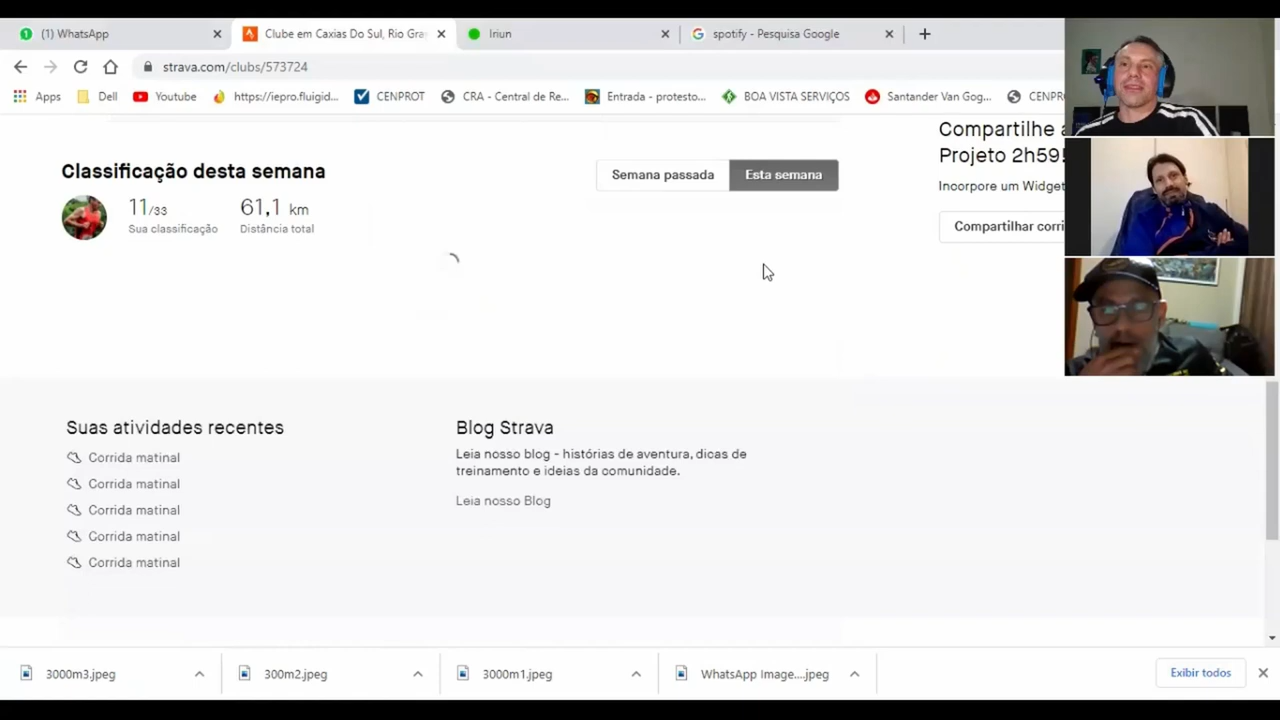 (1) WhatsApp
Clube em Caxias Do Sul, Rio Gra
Iriun
spotify - Pesquisa Google
strava.com/clubs/573724
Apps
Dell
Youtube
https://iepro.fluigid...
CENPROT
CRA - Central de Re...
Entrada - protesto...
BOA VISTA SERVIÇOS
Santander Van Gog...
CENPR
Classificação desta semana
Semana passada
Esta semana
11/33
Sua classificação
61,1 km
Distância total
Compartilhe a
Projeto 2h59!
Incorpore um Widget
Compartilhar corri
Suas atividades recentes
Corrida matinal
Corrida matinal
Corrida matinal
Corrida matinal
Corrida matinal
Blog Strava
Leia nosso blog - histórias de aventura, dicas de
treinamento e ideias da comunidade.
Leia nosso Blog
3000m3.jpeg
300m2.jpeg
3000m1.jpeg
WhatsApp Image....jpeg
Exibir todos